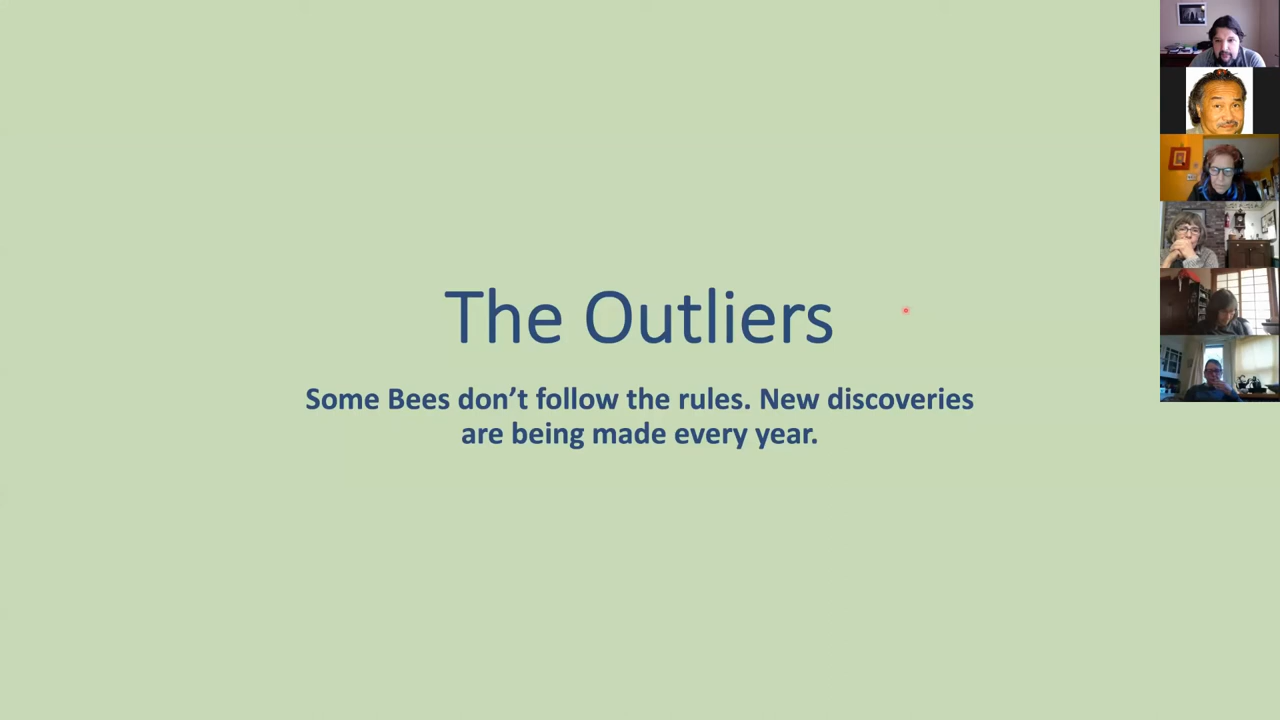 The Outliers
Some Bees don’t follow the rules. New discoveries
are being made every year.